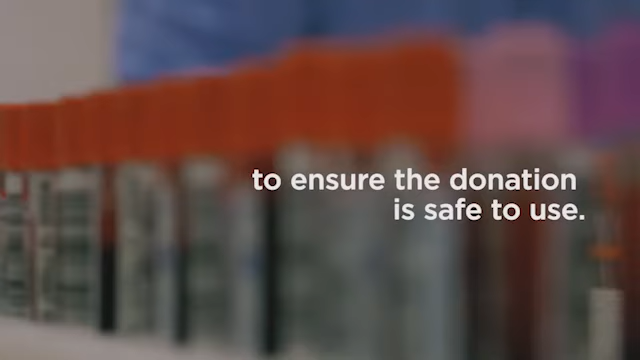 to ensure the donation
is safe to use.